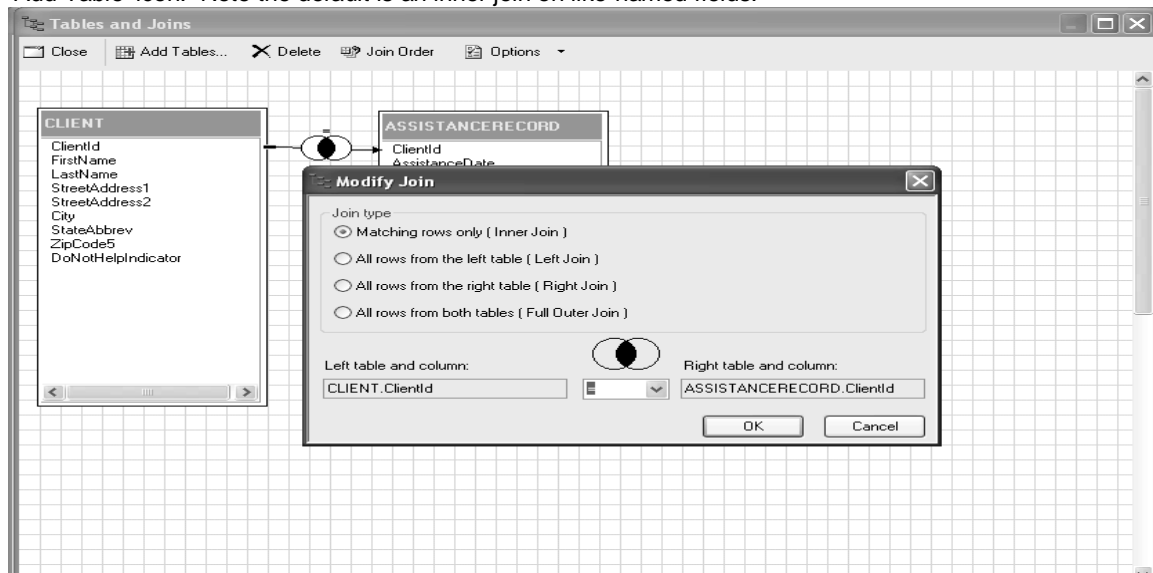 "Add Table" icon. Note the default is an inner join on like-named fields.
Tables and Joins
Close Add Tables... Delete Join Order Options
CLIENT
ClientId
FirstName
LastName
StreetAddress1
StreetAddress2
City
StateAbbrev
ZipCode5
DoNotHelpIndicator
=
ASSISTANCERECORD
ClientId
AssistanceDate
Modify Join
Join type
Matching rows only ( Inner Join )
All rows from the left table ( Left Join )
All rows from the right table ( Right Join )
All rows from both tables ( Full Outer Join )
Left table and column: Right table and column:
CLIENT.ClientId = ASSISTANCERECORD.ClientId
OK Cancel